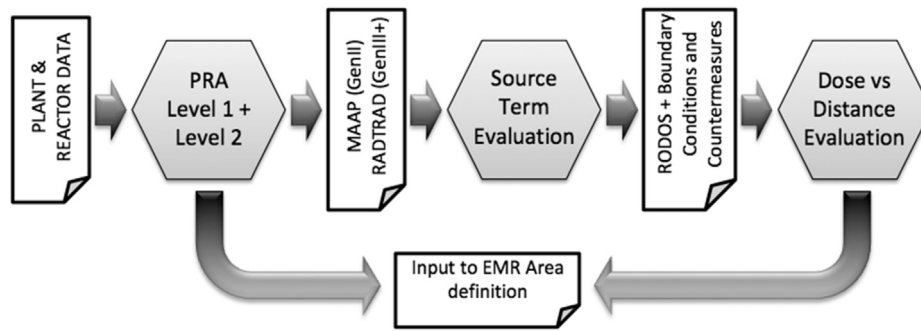 PLANT &
REACTOR DATA
PRA
Level 1 +
Level 2
MAAP (GenII)
RADTRAD (GenIII+)
Source
Term
Evaluation
RODOS + Boundary
Conditions and
Countermeasures
Dose vs
Distance
Evaluation
Input to EMR Area
definition